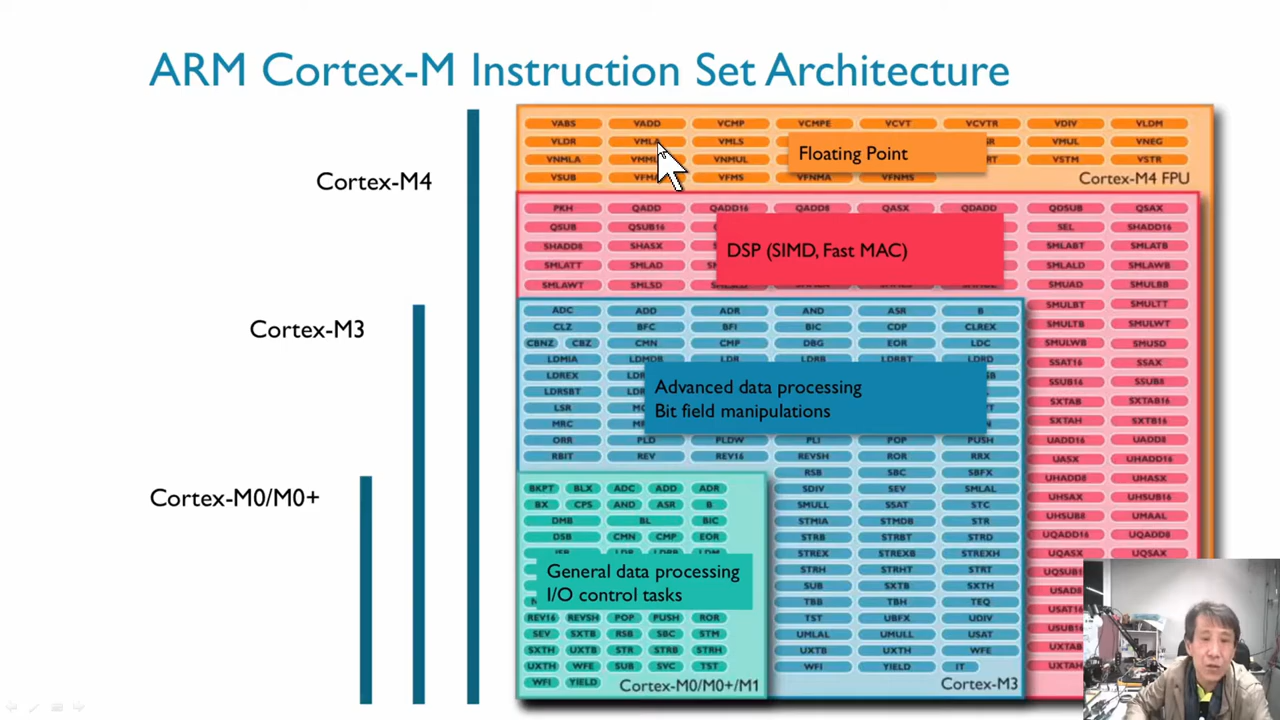 ARM Cortex-M Instruction Set Architecture
Cortex-M4
Cortex-M3
Cortex-M0/M0+
VABS VADD VCMP VCMPE VCVT VCVTR VDIV VLDM
VLDR VMLA VMLS VMUL VNEG
VNMLA VNMUL VSTM VSTR
VSUB VFMS VFNMA VFNMS
Floating Point
Cortex-M4 FPU
PKH QADD QADD16 QADD8 QASX QDADD QDSUB QSAX
QSUB QSUB16 SEL SHADD16
SHADD8 SHASX SMLABT SMLATB
SMLATT SMLAD SMLALD SMLAWB
SMLAWT SMLSD SMUAD SMULBB
DSP (SIMD, Fast MAC)
SMULBT SMULTT
SMULTB SMULWT
SMULWB SMUSD
SSAT16 SSAX
SSUB16 SSUB8
SXTAB SXTAB16
SXTAH SXTB16
UADD16 UADD8
UASX UHADD16
UHADD8 UHASX
UHSAX UHSUB16
UHSUB8 UMAAL
UQADD16 UQADD8
UQASX UQSAX
ADC ADD ADR AND ASR B
CLZ BFC BFI BIC CDP CLREX
CBNZ CBZ CMN CMP DBG EOR LDC
LDMIA LDMDB LDR LDRB LDRBT LDRD
LDREX
LDRSBT
LSR
MRC
ORR PLD PLDW PLI POP PUSH
RBIT REV REV16 REVSH ROR RRX
Advanced data processing
Bit field manipulations
RSB SBC SBFX
SDIV SEV SMLAL
SMULL SSAT STC
STMIA STMDB STR
STRB STRBT STRD
STREX STREXB STREXH
STRH STRHT STRT
SUB SXTB SXTH
TBB TBH TEQ
TST UBFX UDIV
UMLAL UMULL USAT
UXTB UXTH WFE
WFI YIELD IT
Cortex-M3
BKPT BLX ADC ADD ADR
BX CPS AND ASR B
DMB BL BIC
DSB CMN CMP EOR
General data processing
I/O control tasks
REV16 REVSH POP PUSH ROR
SEV SXTB RSB SBC STM
SXTH UXTB STR STRB STRH
UXTH WFE SUB SVC TST
WFI YIELD
Cortex-M0/M0+/M1